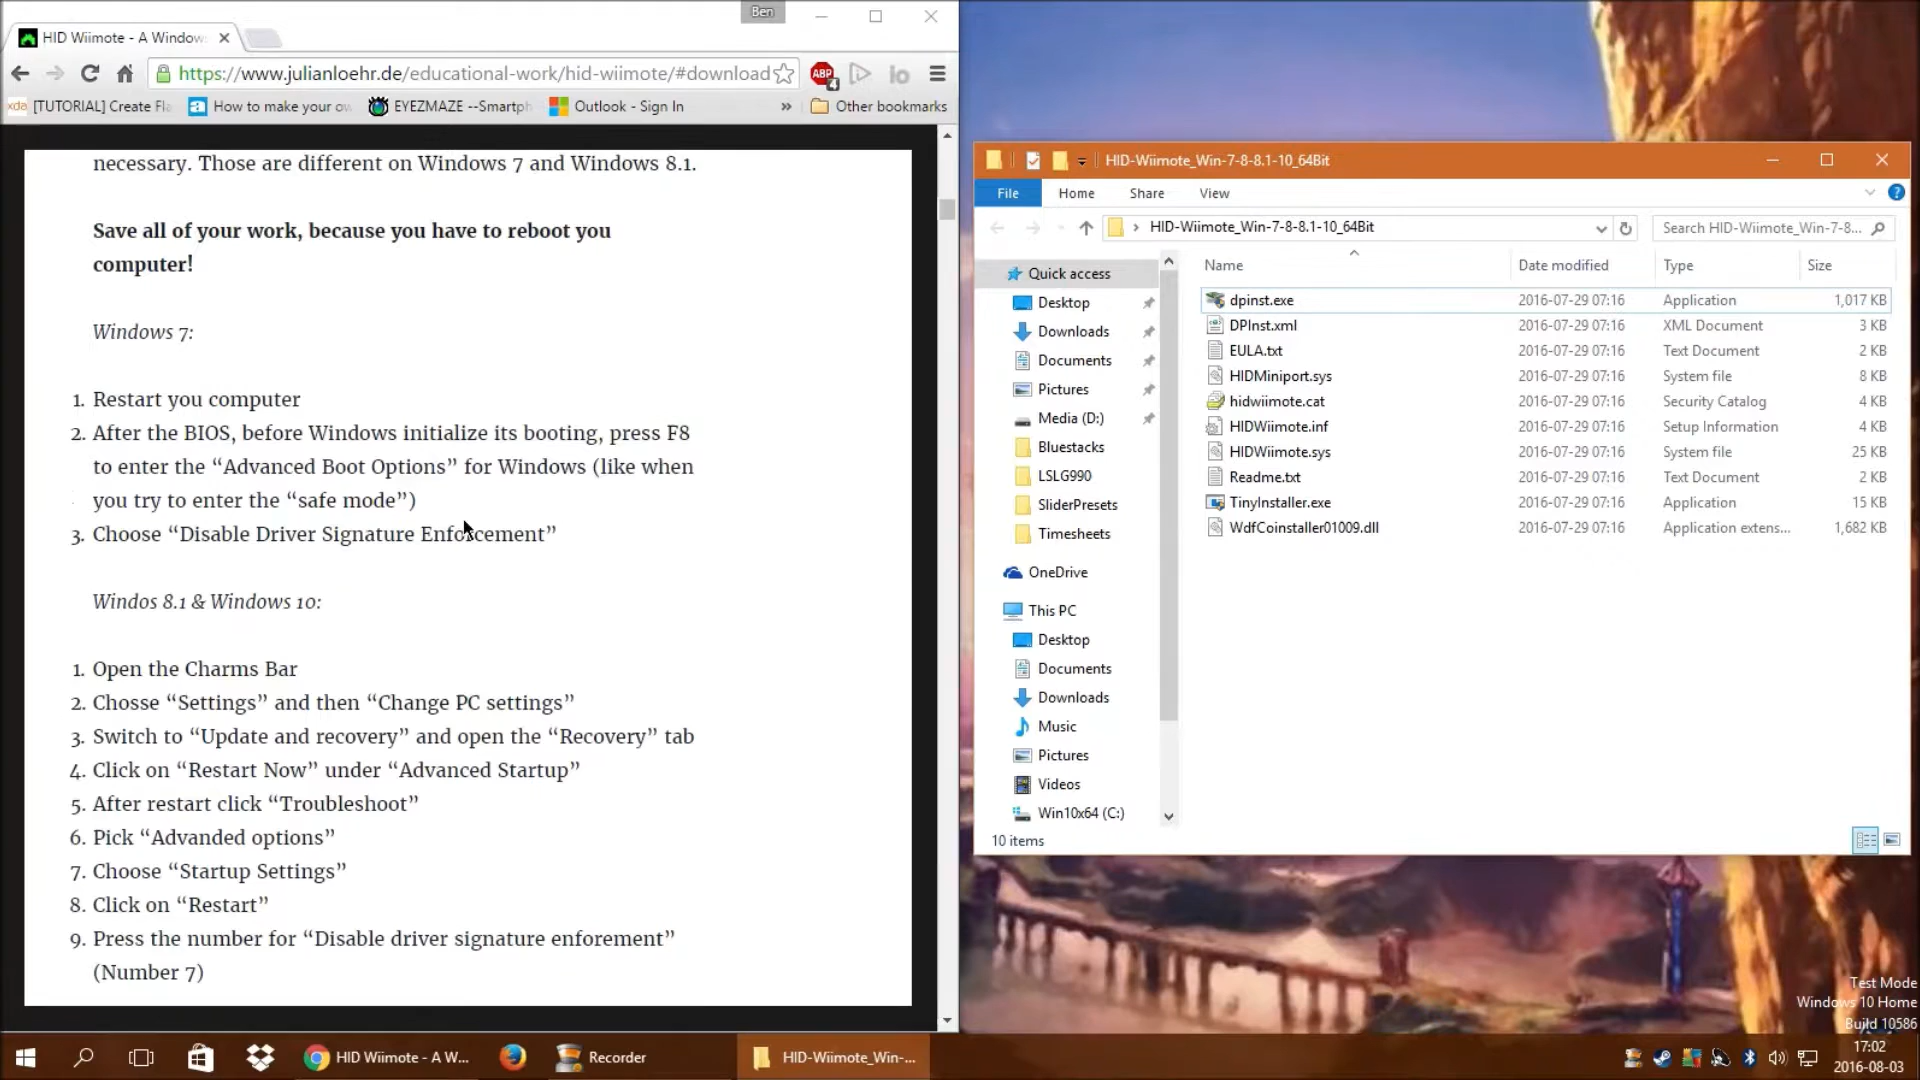 Ben
HID Wiimote - A Window
https://www.julianloehr.de/educational-work/hid-wiimote/#download
ABP
4
xda [TUTORIAL] Create Fla
How to make your ow
EYEZMAZE --Smartph
Outlook - Sign In
» Other bookmarks
necessary. Those are different on Windows 7 and Windows 8.1.
Save all of your work, because you have to reboot you
computer!
Windows 7:
1. Restart you computer
2. After the BIOS, before Windows initialize its booting, press F8
to enter the “Advanced Boot Options” for Windows (like when
you try to enter the “safe mode”)
3. Choose “Disable Driver Signature Enforcement”
Windos 8.1 & Windows 10:
1. Open the Charms Bar
2. Chosse “Settings” and then “Change PC settings”
3. Switch to “Update and recovery” and open the “Recovery” tab
4. Click on “Restart Now” under “Advanced Startup”
5. After restart click “Troubleshoot”
6. Pick “Advanded options”
7. Choose “Startup Settings”
8. Click on “Restart”
9. Press the number for “Disable driver signature enforement”
(Number 7)
HID-Wiimote_Win-7-8-8.1-10_64Bit
File Home Share View
HID-Wiimote_Win-7-8-8.1-10_64Bit
Search HID-Wiimote_Win-7-8...
Quick access
Desktop
Downloads
Documents
Pictures
Media (D:)
Bluestacks
LSLG990
SliderPresets
Timesheets
OneDrive
This PC
Desktop
Documents
Downloads
Music
Pictures
Videos
Win10x64 (C:)
Name Date modified Type Size
dpinst.exe 2016-07-29 07:16 Application 1,017 KB
DPInst.xml 2016-07-29 07:16 XML Document 3 KB
EULA.txt 2016-07-29 07:16 Text Document 2 KB
HIDMiniport.sys 2016-07-29 07:16 System file 8 KB
hidwiimote.cat 2016-07-29 07:16 Security Catalog 4 KB
HIDWiimote.inf 2016-07-29 07:16 Setup Information 4 KB
HIDWiimote.sys 2016-07-29 07:16 System file 25 KB
Readme.txt 2016-07-29 07:16 Text Document 2 KB
TinyInstaller.exe 2016-07-29 07:16 Application 15 KB
WdfCoinstaller01009.dll 2016-07-29 07:16 Application extens... 1,682 KB
10 items
Test Mode
Windows 10 Home
Build 10586
HID Wiimote - A W...
Recorder
HID-Wiimote_Win-...
17:02
2016-08-03